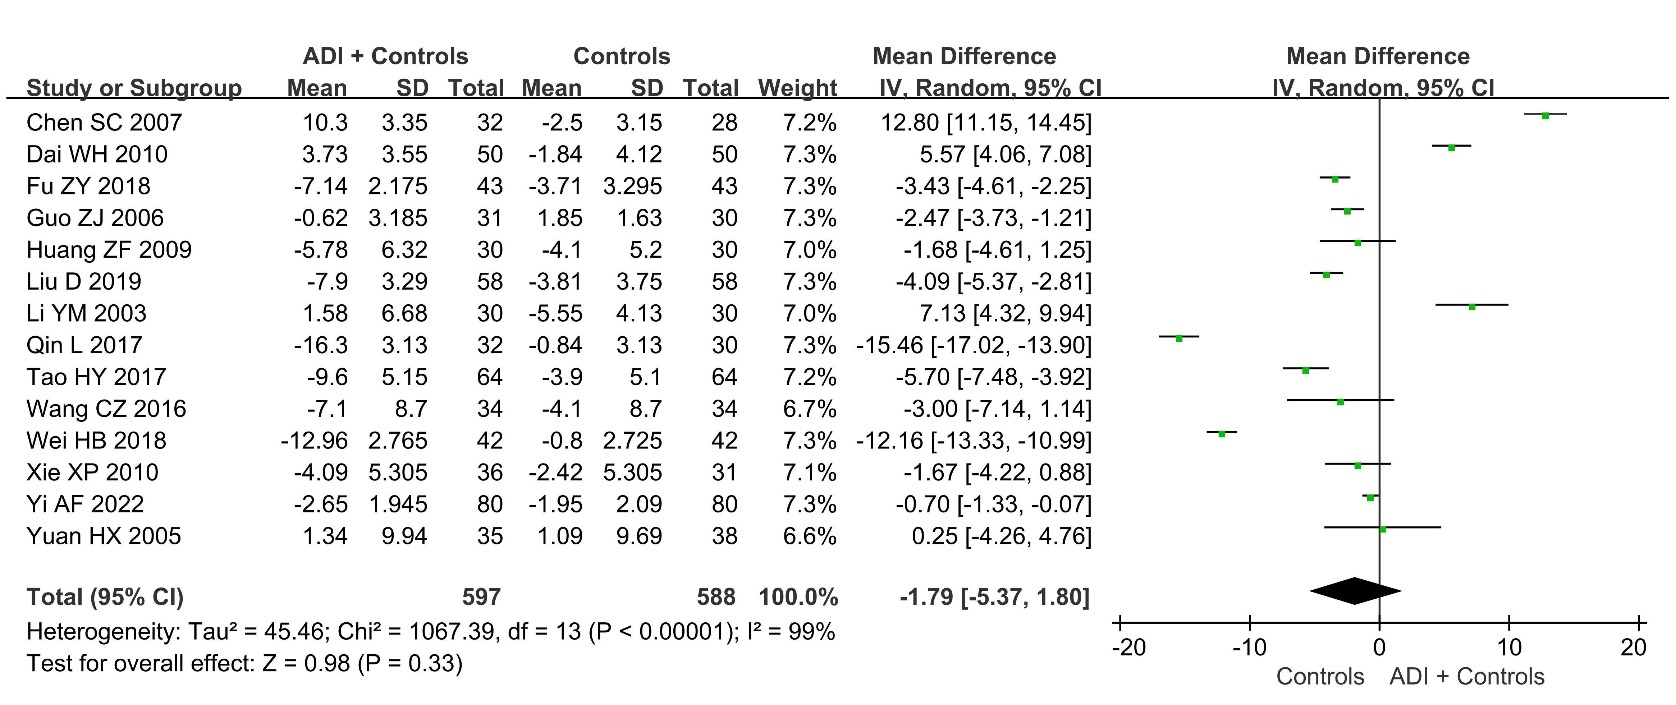 ADI + Controls Controls Mean Difference Mean Difference
Study or Subgroup Mean SD Total Mean SD Total Weight IV, Random, 95% CI IV, Random, 95% CI
Chen SC 2007 10.3 3.35 32 -2.5 3.15 28 7.2% 12.80 [11.15, 14.45]
Dai WH 2010 3.73 3.55 50 -1.84 4.12 50 7.3% 5.57 [4.06, 7.08]
Fu ZY 2018 -7.14 2.175 43 -3.71 3.295 43 7.3% -3.43 [-4.61, -2.25]
Guo ZJ 2006 -0.62 3.185 31 1.85 1.63 30 7.3% -2.47 [-3.73, -1.21]
Huang ZF 2009 -5.78 6.32 30 -4.1 5.2 30 7.0% -1.68 [-4.61, 1.25]
Liu D 2019 -7.9 3.29 58 -3.81 3.75 58 7.3% -4.09 [-5.37, -2.81]
Li YM 2003 1.58 6.68 30 -5.55 4.13 30 7.0% 7.13 [4.32, 9.94]
Qin L 2017 -16.3 3.13 32 -0.84 3.13 30 7.3% -15.46 [-17.02, -13.90]
Tao HY 2017 -9.6 5.15 64 -3.9 5.1 64 7.2% -5.70 [-7.48, -3.92]
Wang CZ 2016 -7.1 8.7 34 -4.1 8.7 34 6.7% -3.00 [-7.14, 1.14]
Wei HB 2018 -12.96 2.765 42 -0.8 2.725 42 7.3% -12.16 [-13.33, -10.99]
Xie XP 2010 -4.09 5.305 36 -2.42 5.305 31 7.1% -1.67 [-4.22, 0.88]
Yi AF 2022 -2.65 1.945 80 -1.95 2.09 80 7.3% -0.70 [-1.33, -0.07]
Yuan HX 2005 1.34 9.94 35 1.09 9.69 38 6.6% 0.25 [-4.26, 4.76]
Total (95% CI) 597 588 100.0% -1.79 [-5.37, 1.80]
Heterogeneity: Tau² = 45.46; Chi² = 1067.39, df = 13 (P < 0.00001); I² = 99%
Test for overall effect: Z = 0.98 (P = 0.33)
-20 -10 0 10 20
Controls ADI + Controls